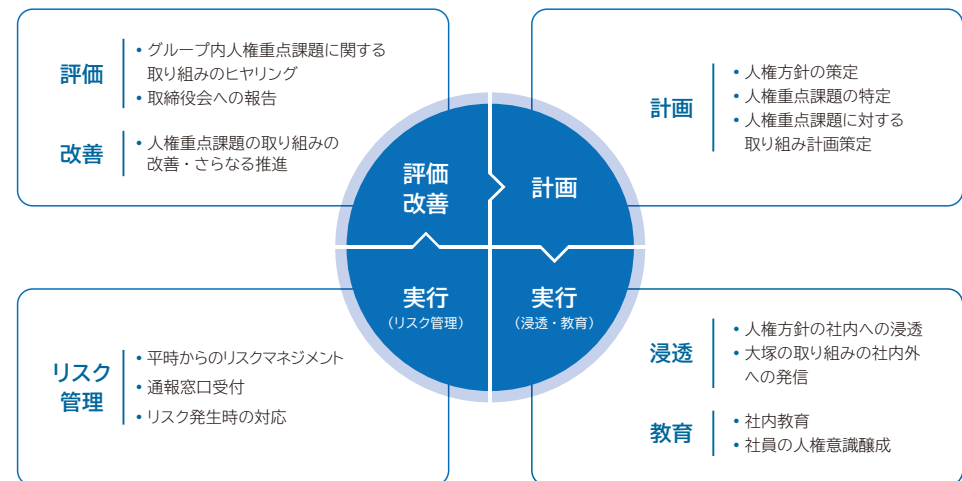 評価
• グループ内人権重点課題に関する
取り組みのヒヤリング
• 取締役会への報告
改善
• 人権重点課題の取り組みの
改善・さらなる推進
計画
• 人権方針の策定
• 人権重点課題の特定
• 人権重点課題に対する
取り組み計画策定
評価
改善
計画
実行
（リスク管理）
実行
（浸透・教育）
リスク
管理
• 平時からのリスクマネジメント
• 通報窓口受付
• リスク発生時の対応
浸透
• 人権方針の社内への浸透
• 大塚の取り組みの社内外
への発信
教育
• 社内教育
• 社員の人権意識醸成